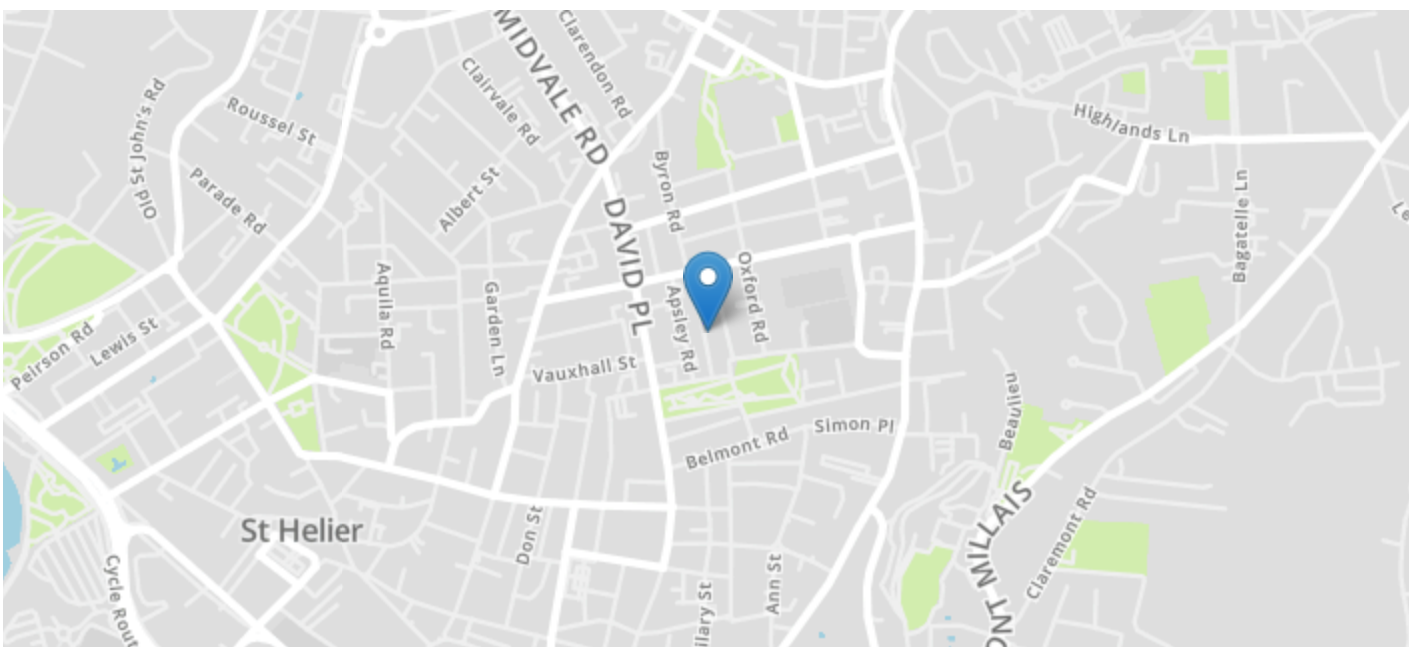 MIDVALE RD
Clarendon Rd
Clairvale Rd
Old St John's Rd
Roussel St
Highlands Ln
Parade Rd
Albert St
Byron Rd
Bagatelle Ln
DAVID PL
Oxford Rd
Aquila Rd
Garden Ln
Apsley Rd
Peirson Rd
Lewis St
Vauxhall St
Beaulieu
Simon Pl
Belmont Rd
St Helier
Don St
Claremont Rd
Ann St
Cycle Rout
ilary St
ONT MILLAIS